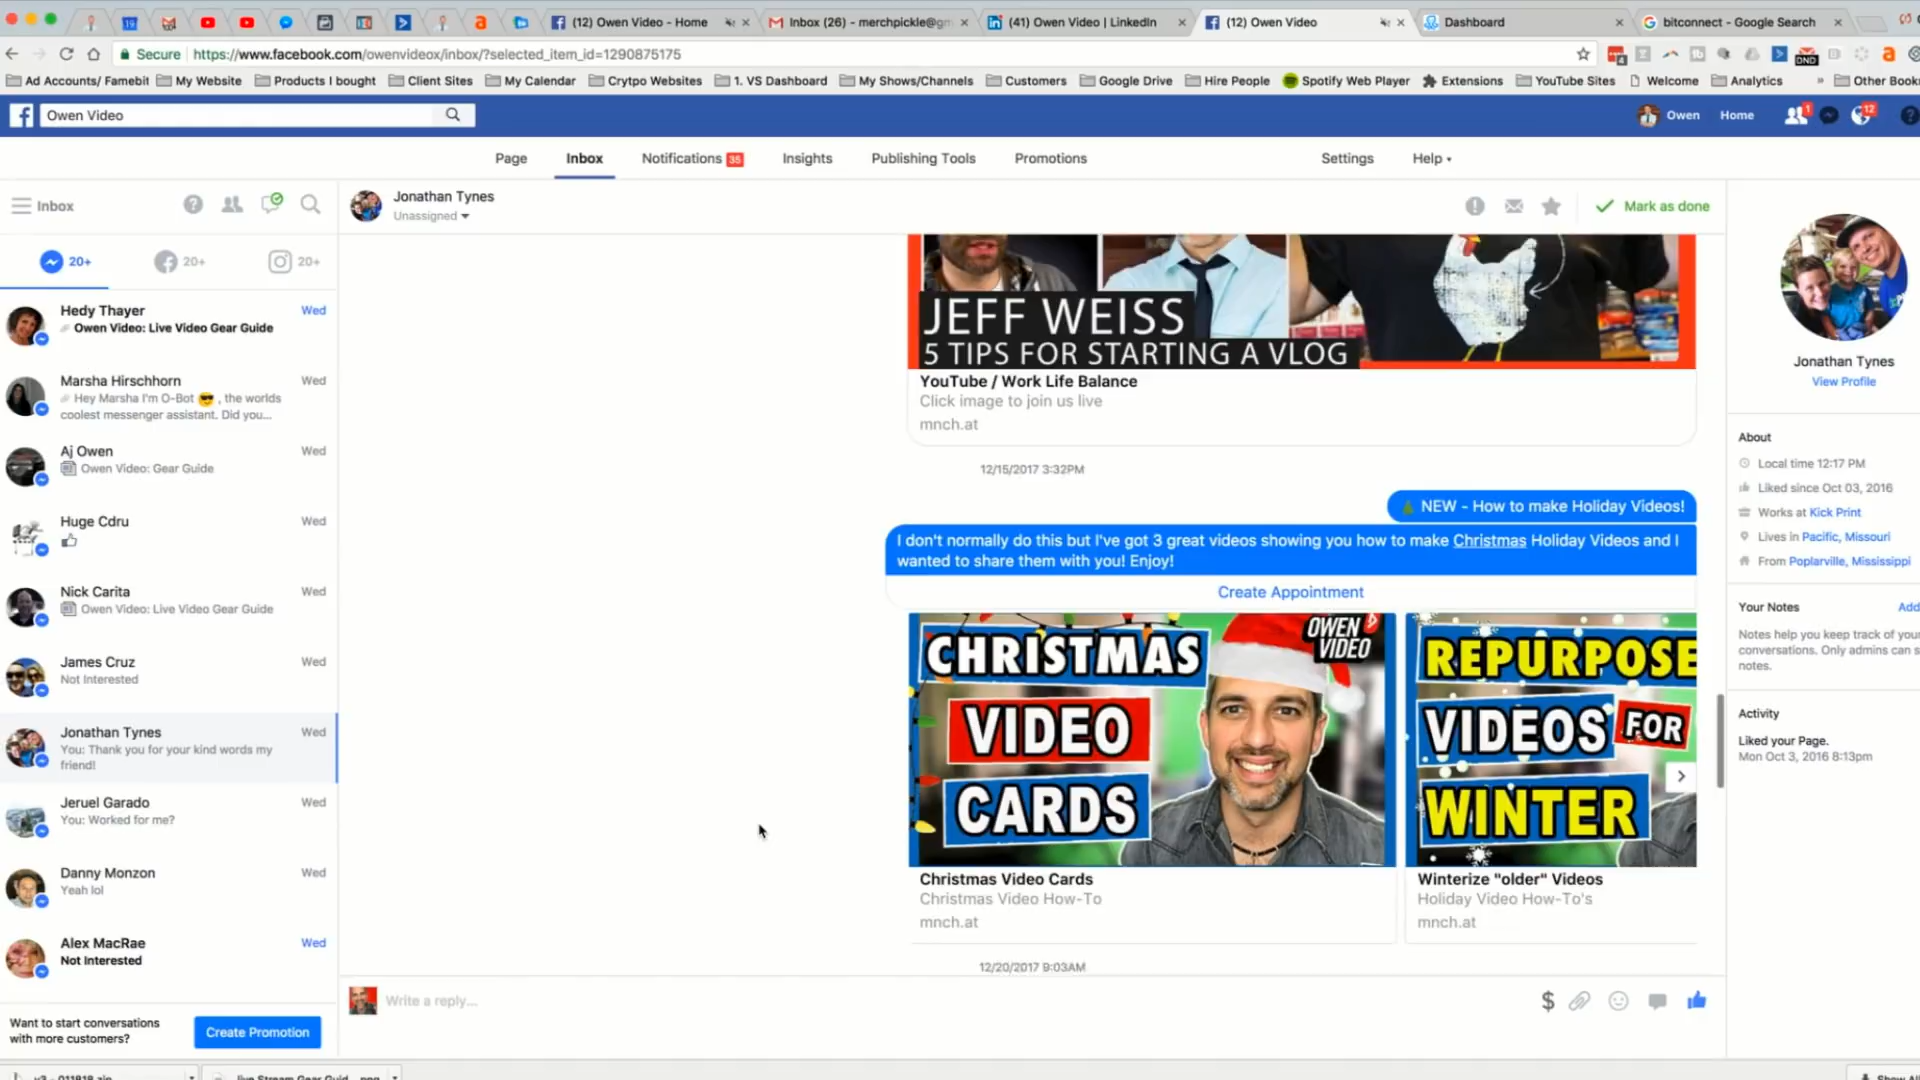 (12) Owen Video - Home
Inbox (26) - merchpickle@gm
(41) Owen Video | LinkedIn
(12) Owen Video
Dashboard
bitconnect - Google Search
Secure
https://www.facebook.com/owenvideox/inbox/?selected_item_id=1290875175
Ad Accounts/ Famebit
My Website
Products I bought
Client Sites
My Calendar
Crytpo Websites
1. VS Dashboard
My Shows/Channels
Customers
Google Drive
Hire People
Spotify Web Player
Extensions
YouTube Sites
Welcome
Analytics
» Other Book
Owen Video
Owen
Home
1
12
Page
Inbox
Notifications 35
Insights
Publishing Tools
Promotions
Settings
Help
Inbox
20+
20+
20+
Hedy Thayer
Wed
Owen Video: Live Video Gear Guide
Marsha Hirschhorn
Wed
Hey Marsha I'm O-Bot 😎 , the worlds
coolest messenger assistant. Did you...
Aj Owen
Wed
Owen Video: Gear Guide
Huge Cdru
Wed
Nick Carita
Wed
Owen Video: Live Video Gear Guide
James Cruz
Wed
Not Interested
Jonathan Tynes
Wed
You: Thank you for your kind words my
friend!
Jeruel Garado
Wed
You: Worked for me?
Danny Monzon
Wed
Yeah lol
Alex MacRae
Wed
Not Interested
Want to start conversations
with more customers?
Create Promotion
Jonathan Tynes
Unassigned
Mark as done
JEFF WEISS
5 TIPS FOR STARTING A VLOG
YouTube / Work Life Balance
Click image to join us live
mnch.at
12/15/2017 3:32PM
NEW - How to make Holiday Videos!
I don't normally do this but I've got 3 great videos showing you how to make Christmas Holiday Videos and I
wanted to share them with you! Enjoy!
Create Appointment
CHRISTMAS
VIDEO
CARDS
OWEN
VIDEO
REPURPOSE
VIDEOS FOR
WINTER
Christmas Video Cards
Christmas Video How-To
mnch.at
Winterize "older" Videos
Holiday Video How-To's
mnch.at
12/20/2017 9:03AM
Write a reply...
$
Jonathan Tynes
View Profile
About
Local time 12:17 PM
Liked since Oct 03, 2016
Works at Kick Print
Lives in Pacific, Missouri
From Poplarville, Mississippi
Your Notes
Add
Notes help you keep track of your
conversations. Only admins can s
notes.
Activity
Liked your Page.
Mon Oct 3, 2016 8:13pm